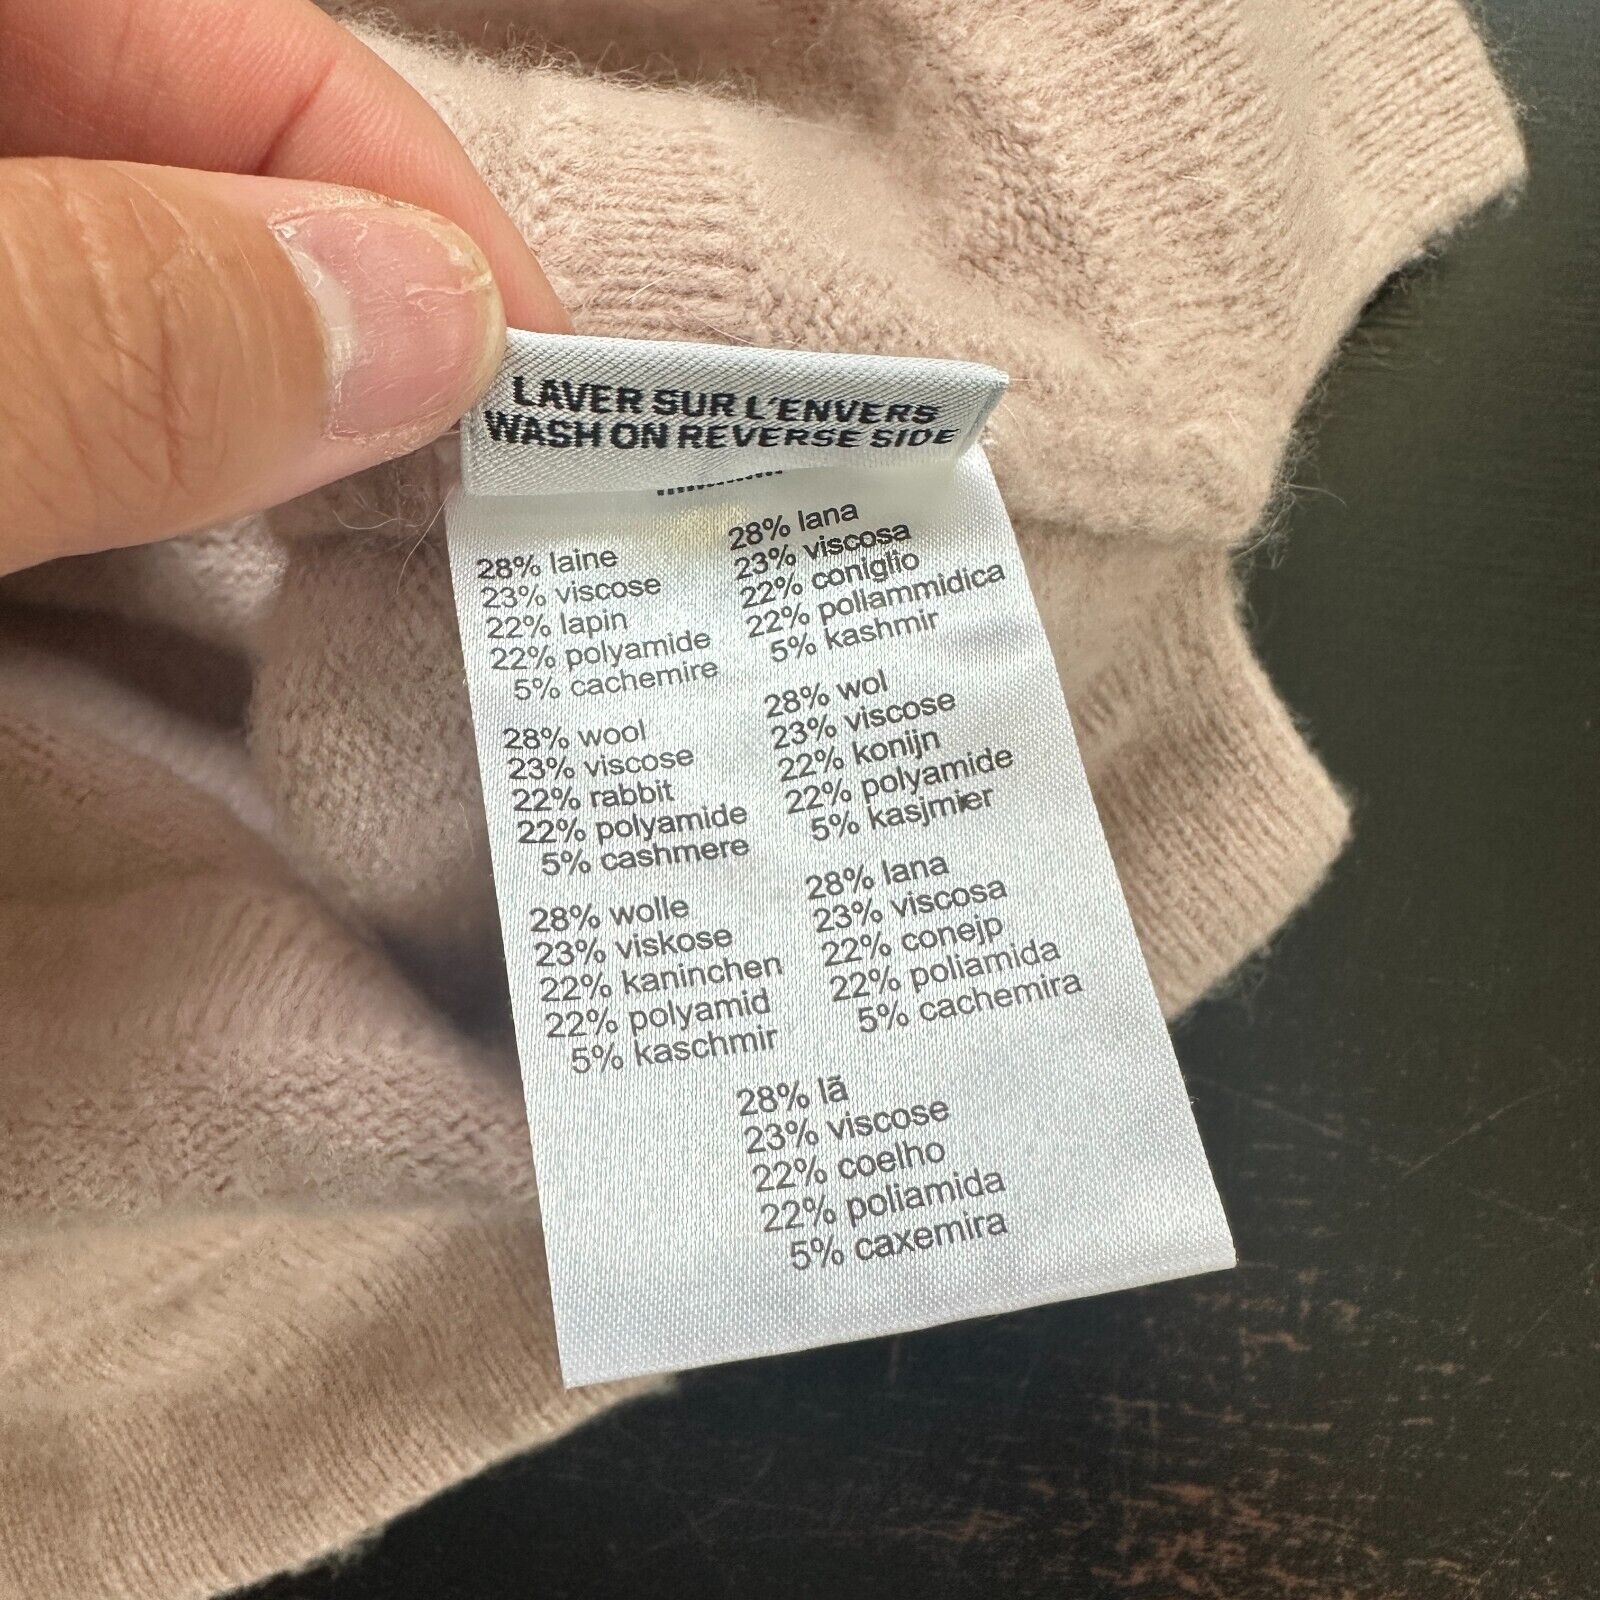 LAVER SUR L'ENVERS
WASH ON REVERSE SIDE
28% laine
23% viscose
22% lapin
22% polyamide
5% cachemire
28% wool
23% viscose
22% rabbit
22% polyamide
5% cashmere
28% wolle
23% viskose
22% kaninchen
22% polyamid
5% kaschmir
28% lana
23% viscosa
22% coniglio
22% poliammidica
5% kashmir
28% wol
23% viscose
22% konijn
22% polyamide
5% kasjmier
28% lana
23% viscosa
22% conejp
22% poliamida
5% cachemira
28% lã
23% viscose
22% coelho
22% poliamida
5% caxemira